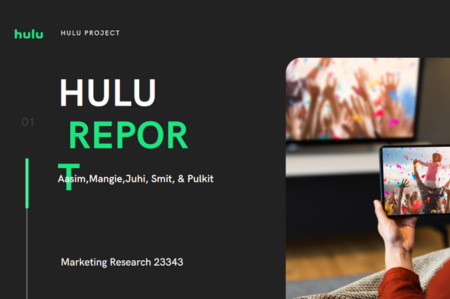 hulu
HULU PROJECT
HULU
REPOR
T
01
Aasim,Mangie,Juhi, Smit, & Pulkit
Marketing Research 23343